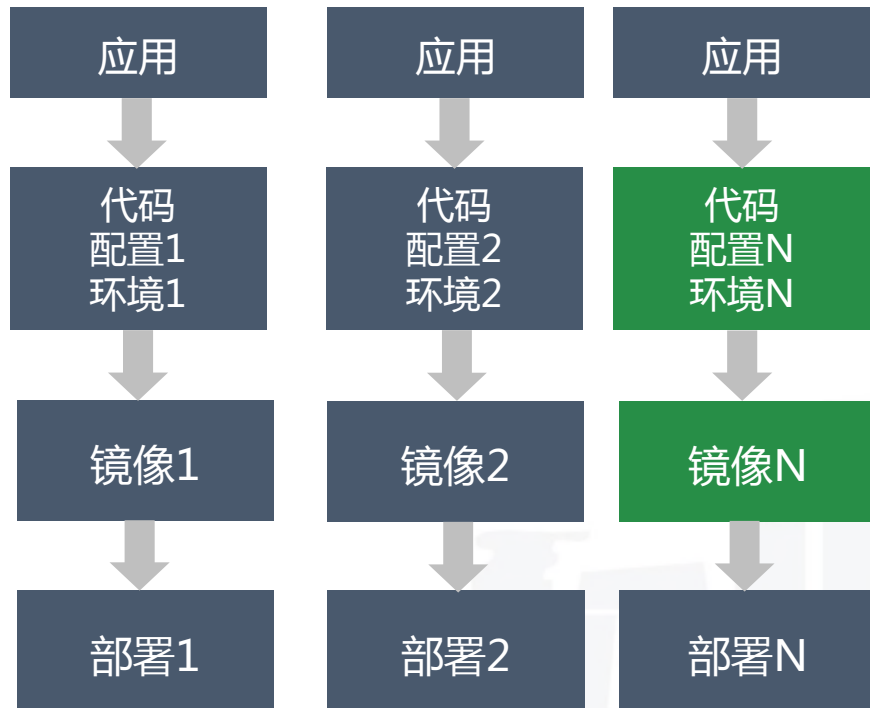 应用
应用
应用
代码
配置1
环境1
代码
配置2
环境2
代码
配置N
环境N
镜像1
镜像2
镜像N
部署1
部署2
部署N